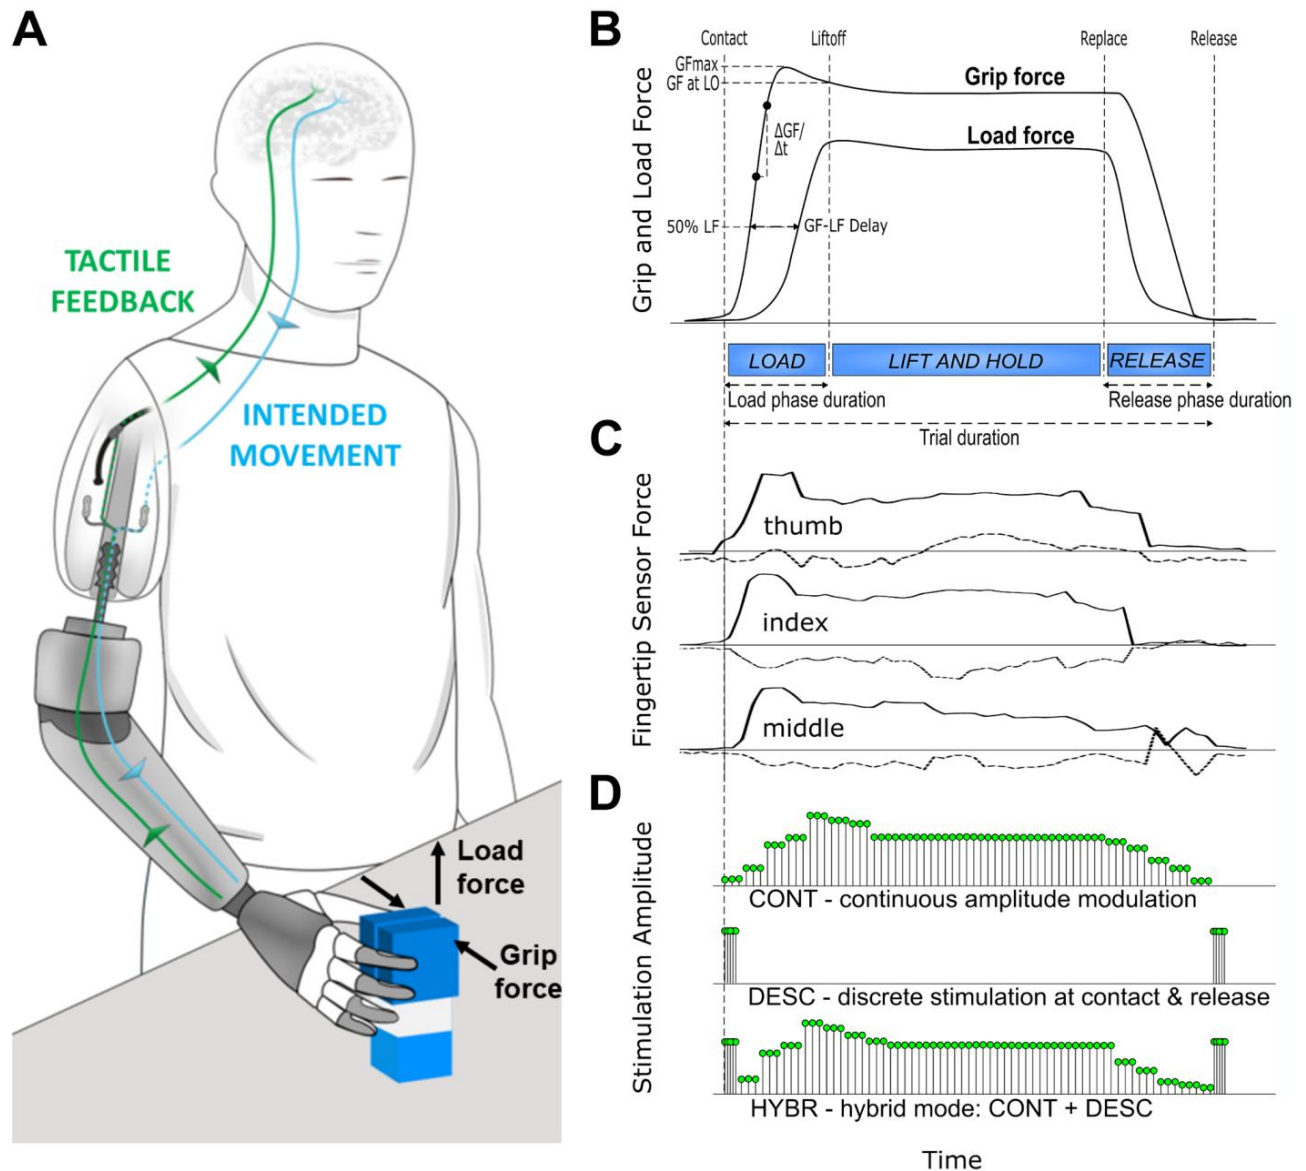 A
TACTILE
FEEDBACK
INTENDED
MOVEMENT
Load
force
Grip
force
B
Contact
Liftoff
Replace
Release
GFmax
GF at LO
Grip force
ΔGF/
Δt
Load force
50% LF
GF-LF Delay
Grip and Load Force
LOAD
LIFT AND HOLD
RELEASE
Load phase duration
Release phase duration
Trial duration
C
Fingertip Sensor Force
thumb
index
middle
D
Stimulation Amplitude
CONT - continuous amplitude modulation
DESC - discrete stimulation at contact & release
HYBR - hybrid mode: CONT + DESC
Time